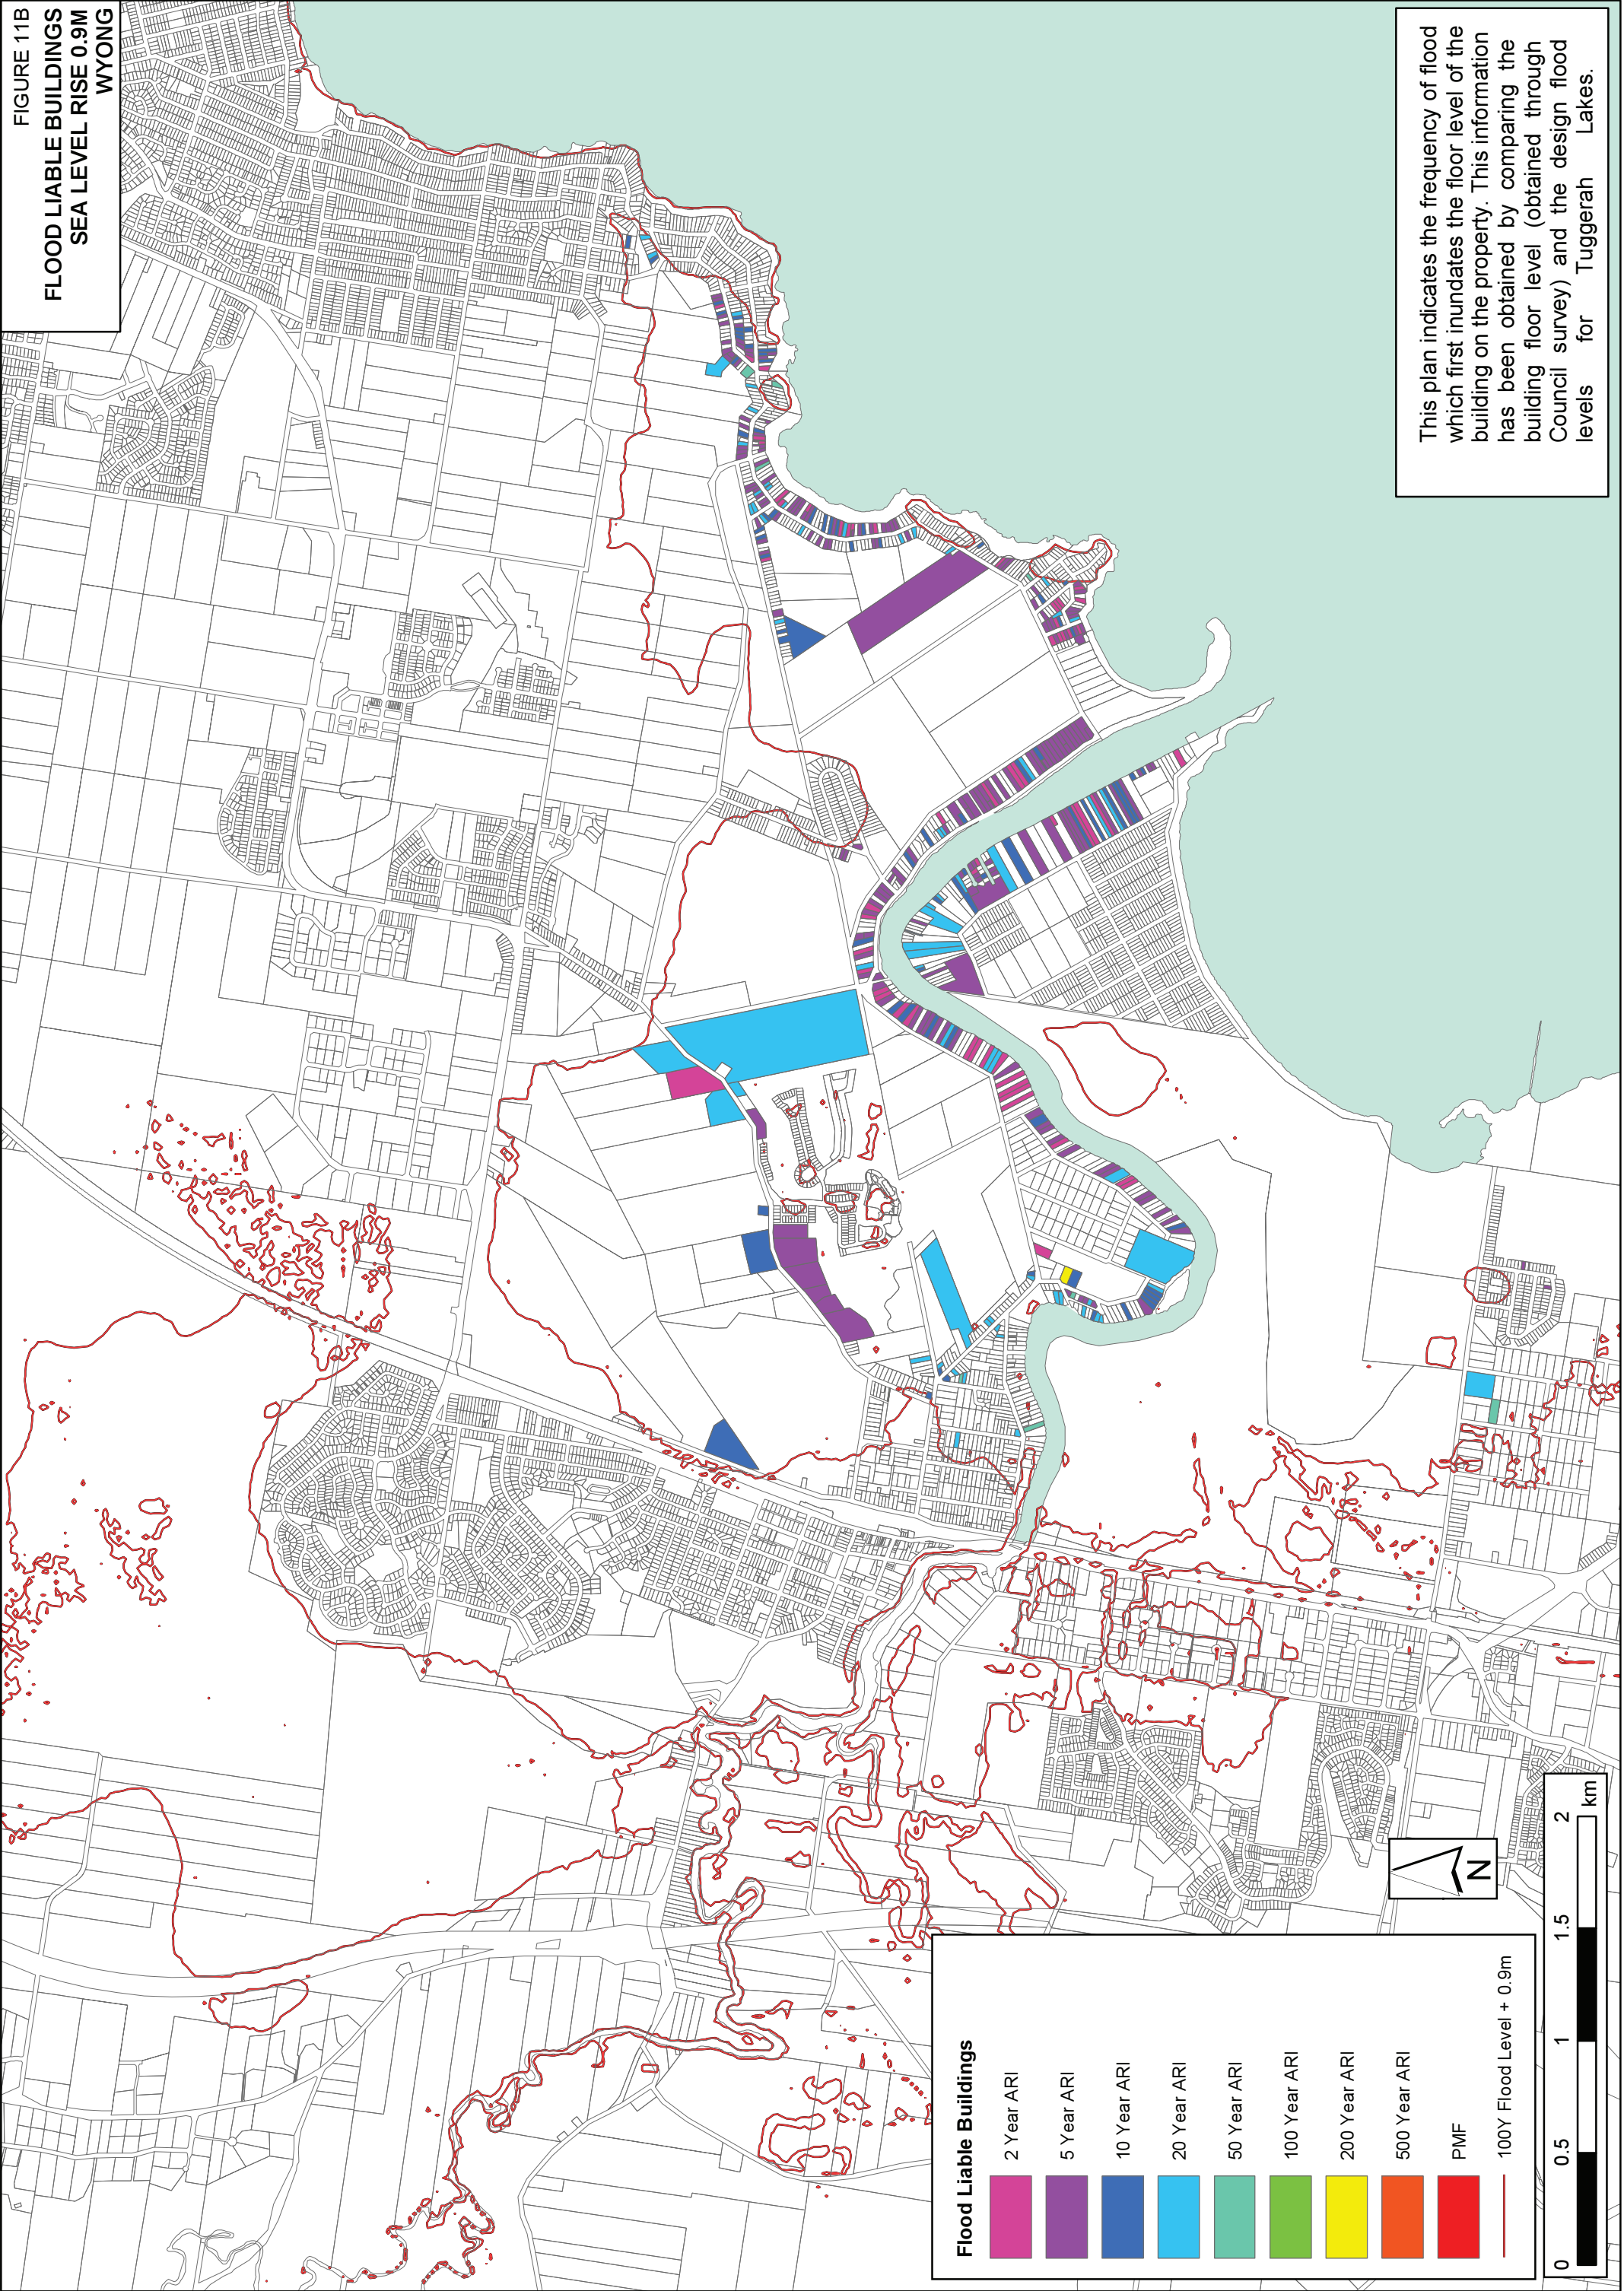 FIGURE 11B
FLOOD LIABLE BUILDINGS
SEA LEVEL RISE 0.9M
WYONG
This plan indicates the frequency of flood
which first inundates the floor level of the
building on the property. This information
has been obtained by comparing the
building floor level (obtained through
Council survey) and the design flood
levels for Tuggerah Lakes.
Flood Liable Buildings
2 Year ARI
5 Year ARI
10 Year ARI
20 Year ARI
50 Year ARI
100 Year ARI
200 Year ARI
500 Year ARI
PMF
100Y Flood Level + 0.9m
N
0 0.5 1 1.5 2
km